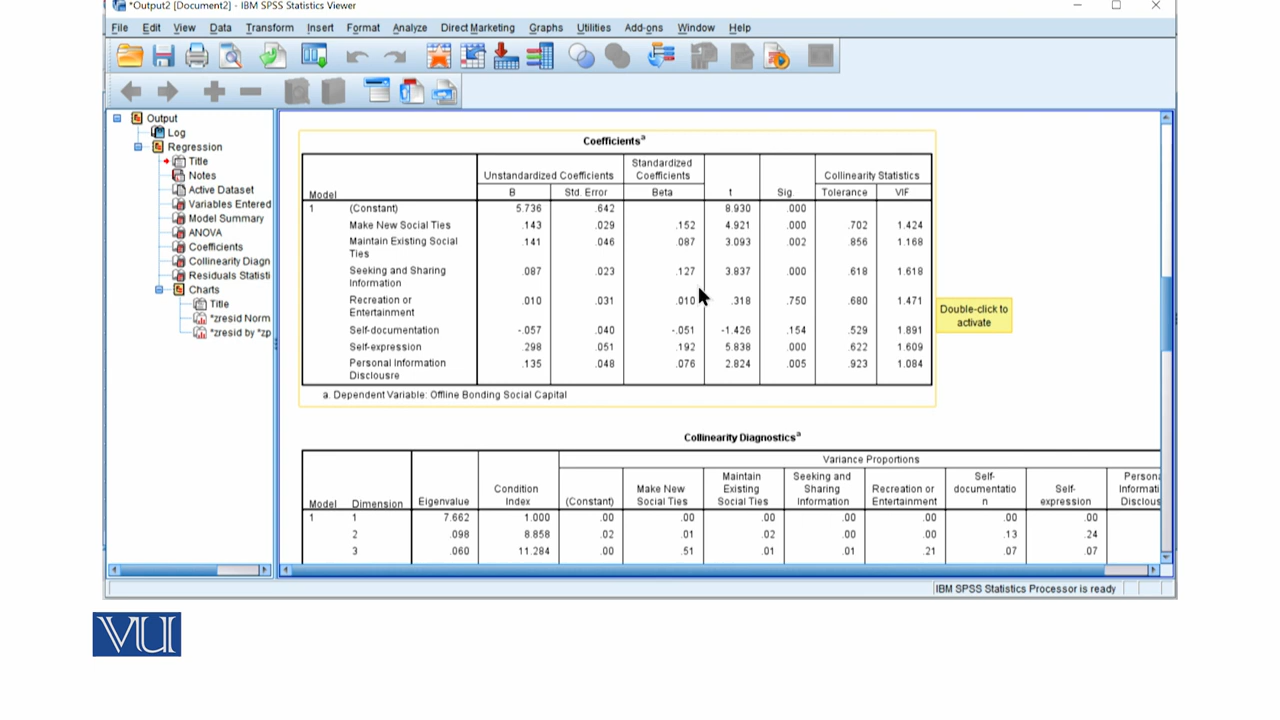 *Output2 [Document2] - IBM SPSS Statistics Viewer
File Edit View Data Transform Insert Format Analyze Direct Marketing Graphs Utilities Add-ons Window Help
Output
Log
Regression
Title
Notes
Active Dataset
Variables Entered
Model Summary
ANOVA
Coefficients
Collinearity Diagn
Residuals Statisti
Charts
Title
*zresid Norm
*zresid by *zp
Coefficientsa
Model
Unstandardized Coefficients
Standardized Coefficients
t
Sig.
Collinearity Statistics
B Std. Error Beta Tolerance VIF
1 (Constant) 5.736 .642 8.930 .000
Make New Social Ties .143 .029 .152 4.921 .000 .702 1.424
Maintain Existing Social Ties .141 .046 .087 3.093 .002 .856 1.168
Seeking and Sharing Information .087 .023 .127 3.837 .000 .618 1.618
Recreation or Entertainment .010 .031 .010 .318 .750 .680 1.471
Self-documentation -.057 .040 -.051 -1.426 .154 .529 1.891
Self-expression .298 .051 .192 5.838 .000 .622 1.609
Personal Information Disclousre .135 .048 .076 2.824 .005 .923 1.084
a. Dependent Variable: Offline Bonding Social Capital
Double-click to
activate
Collinearity Diagnosticsa
Variance Proportions
Model Dimension Eigenvalue Condition Index (Constant) Make New Social Ties Maintain Existing Social Ties Seeking and Sharing Information Recreation or Entertainment Self-documentatio n Self-expression Persona Informati Disclous
1 1 7.662 1.000 .00 .00 .00 .00 .00 .00 .00
2 .098 8.858 .02 .01 .02 .00 .00 .13 .24
3 .060 11.284 .00 .51 .01 .01 .21 .07 .07
IBM SPSS Statistics Processor is ready
VU